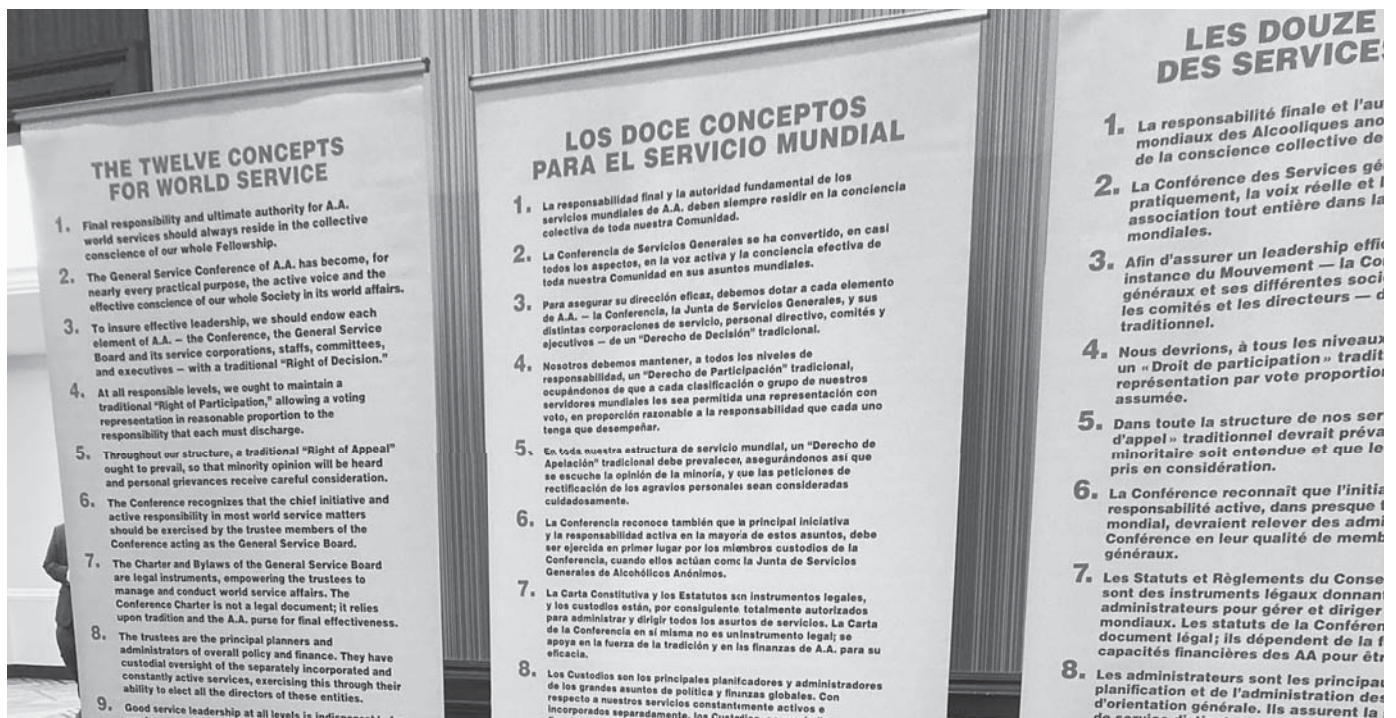 THE TWELVE CONCEPTS
FOR WORLD SERVICE
1. Final responsibility and ultimate authority for A.A.
world services should always reside in the collective
conscience of our whole Fellowship.
2. The General Service Conference of A.A. has become, for
nearly every practical purpose, the active voice and the
effective conscience of our whole Society in its world affairs.
3. To insure effective leadership, we should endow each
element of A.A. – the Conference, the General Service
Board and its service corporations, staffs, committees,
and executives – with a traditional "Right of Decision."
4. At all responsible levels, we ought to maintain a
traditional "Right of Participation," allowing a voting
representation in reasonable proportion to the
responsibility that each must discharge.
5. Throughout our structure, a traditional "Right of Appeal"
ought to prevail, so that minority opinion will be heard
and personal grievances receive careful consideration.
6. The Conference recognizes that the chief initiative and
active responsibility in most world service matters
should be exercised by the trustee members of the
Conference acting as the General Service Board.
7. The Charter and Bylaws of the General Service Board
are legal instruments, empowering the trustees to
manage and conduct world service affairs. The
Conference Charter is not a legal document; it relies
upon tradition and the A.A. purse for final effectiveness.
8. The trustees are the principal planners and
administrators of overall policy and finance. They have
custodial oversight of the separately incorporated and
constantly active services, exercising this through their
ability to elect all the directors of these entities.
9. Good service leadership at all levels is
LOS DOCE CONCEPTOS
PARA EL SERVICIO MUNDIAL
1. La responsabilidad final y la autoridad fundamental de los
servicios mundiales de A.A. deben siempre residir en la conciencia
colectiva de toda nuestra Comunidad.
2. La Conferencia de Servicios Generales se ha convertido, en casi
todos los aspectos, en la voz activa y la conciencia efectiva de
toda nuestra Comunidad en sus asuntos mundiales.
3. Para asegurar su dirección eficaz, debemos dotar a cada elemento
de A.A. – la Conferencia, la Junta de Servicios Generales, y sus
distintas corporaciones de servicio, personal directivo, comités y
ejecutivos – de un "Derecho de Decisión" tradicional.
4. Nosotros debemos mantener, a todos los niveles de
responsabilidad, un "Derecho de Participación" tradicional,
ocupándonos de que a cada clasificación o grupo de nuestros
servidores mundiales les sea permitida una representación con
voto, en proporción razonable a la responsabilidad que cada uno
tenga que desempeñar.
5. En toda nuestra estructura de servicio mundial, un "Derecho de
Apelación" tradicional debe prevalecer, asegurándonos así que
se escuche la opinión de la minoría, y que las peticiones de
rectificación de los agravios personales sean consideradas
cuidadosamente.
6. La Conferencia reconoce también que la principal iniciativa
y la responsabilidad activa en la mayoría de estos asuntos, debe
ser ejercida en primer lugar por los miembros custodios de la
Conferencia, cuando ellos actúan como la Junta de Servicios
Generales de Alcohólicos Anónimos.
7. La Carta Constitutiva y los Estatutos son instrumentos legales,
y los custodios están, por consiguiente totalmente autorizados
para administrar y dirigir todos los asuntos de servicios. La Carta
de la Conferencia en sí misma no es un instrumento legal; se
apoya en la fuerza de la tradición y en las finanzas de A.A. para su
eficacia.
8. Los Custodios son los principales planificadores y administradores
de los grandes asuntos de política y finanzas globales. Con
respecto a nuestros servicios constantemente activos e
incorporados separadamente, los
LES DOUZE
DES SERVICES
1. La responsabilité finale et l'au
mondiaux des Alcooliques ano
de la conscience collective de
2. La Conférence des Services gé
pratiquement, la voix réelle et l
association tout entière dans la
mondiales.
3. Afin d'assurer un leadership effic
instance du Mouvement — la Co
généraux et ses différentes soci
les comités et les directeurs — d
traditionnel.
4. Nous devrions, à tous les niveaux
un « Droit de participation » tradit
représentation par vote proportion
assumée.
5. Dans toute la structure de nos ser
d'appel » traditionnel devrait préva
minoritaire soit entendue et que le
pris en considération.
6. La Conférence reconnaît que l'initia
responsabilité active, dans presque t
mondial, devraient relever des admi
Conférence en leur qualité de memb
généraux.
7. Les Statuts et Règlements du Conse
sont des instruments légaux donnant
administrateurs pour gérer et diriger
mondiaux. Les statuts de la Conféren
document légal; ils dépendent de la f
capacités financières des AA pour êtr
8. Les administrateurs sont les principau
planification et de l'administration des
d'orientation générale. Ils assurent la